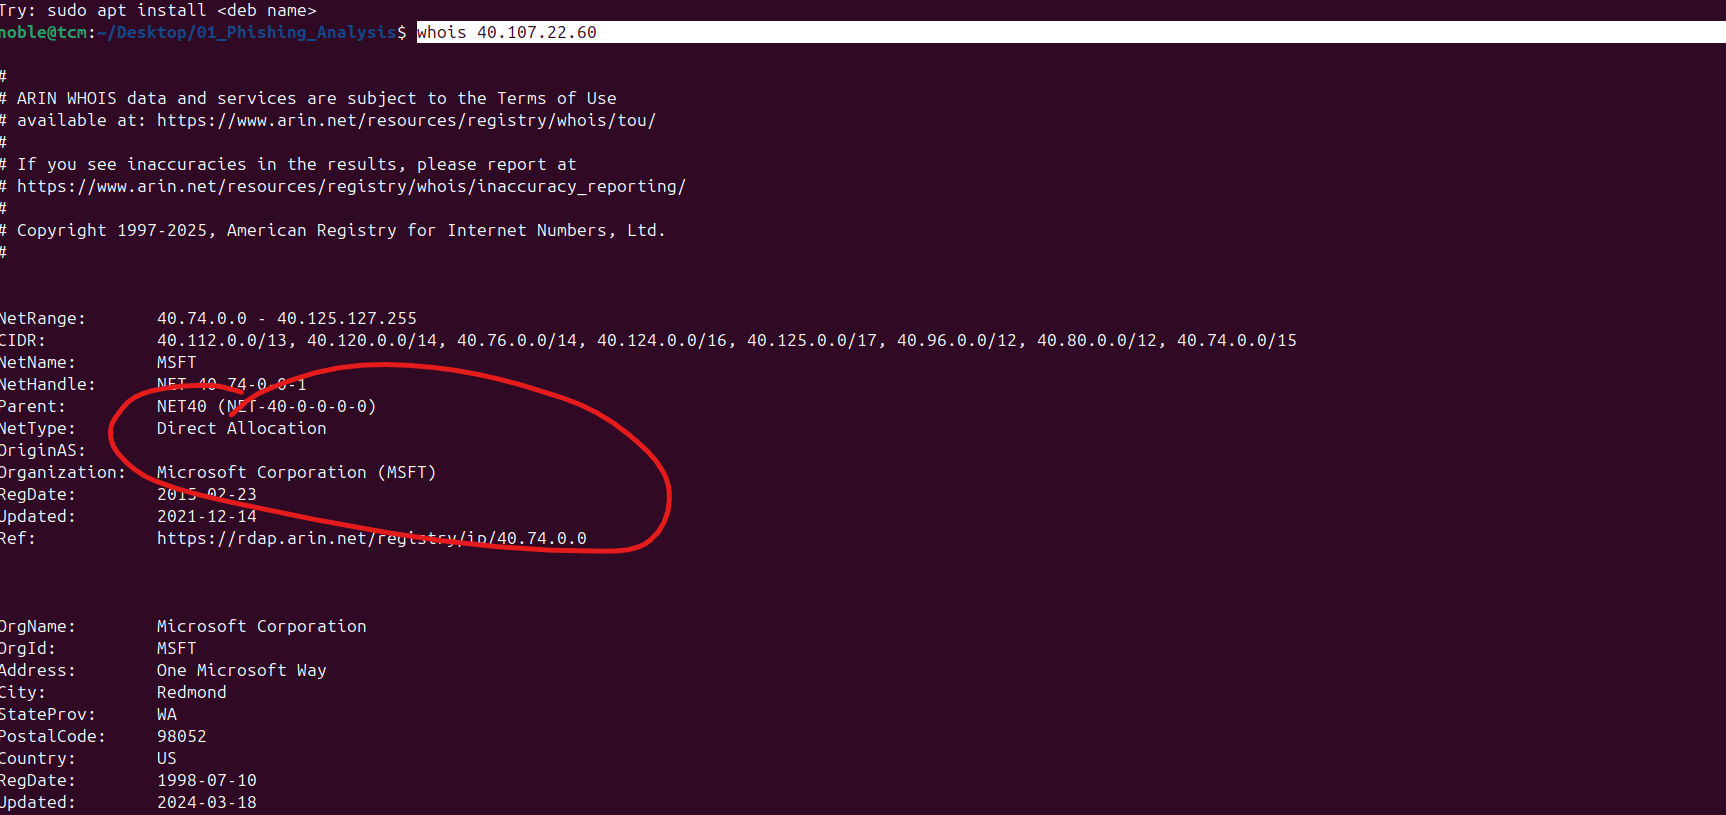 Try: sudo apt install <deb name>
noble@tcm:~/Desktop/01_Phishing_Analysis$ whois 40.107.22.60
#
# ARIN WHOIS data and services are subject to the Terms of Use
# available at: https://www.arin.net/resources/registry/whois/tou/
#
# If you see inaccuracies in the results, please report at
# https://www.arin.net/resources/registry/whois/inaccuracy_reporting/
#
# Copyright 1997-2025, American Registry for Internet Numbers, Ltd.
#
NetRange: 40.74.0.0 - 40.125.127.255
CIDR: 40.112.0.0/13, 40.120.0.0/14, 40.76.0.0/14, 40.124.0.0/16, 40.125.0.0/17, 40.96.0.0/12, 40.80.0.0/12, 40.74.0.0/15
NetName: MSFT
NetHandle: NET-40-74-0-0-1
Parent: NET40 (NET-40-0-0-0-0)
NetType: Direct Allocation
OriginAS:
Organization: Microsoft Corporation (MSFT)
RegDate: 2015-02-23
Updated: 2021-12-14
Ref: https://rdap.arin.net/registry/ip/40.74.0.0
OrgName: Microsoft Corporation
OrgId: MSFT
Address: One Microsoft Way
City: Redmond
StateProv: WA
PostalCode: 98052
Country: US
RegDate: 1998-07-10
Updated: 2024-03-18